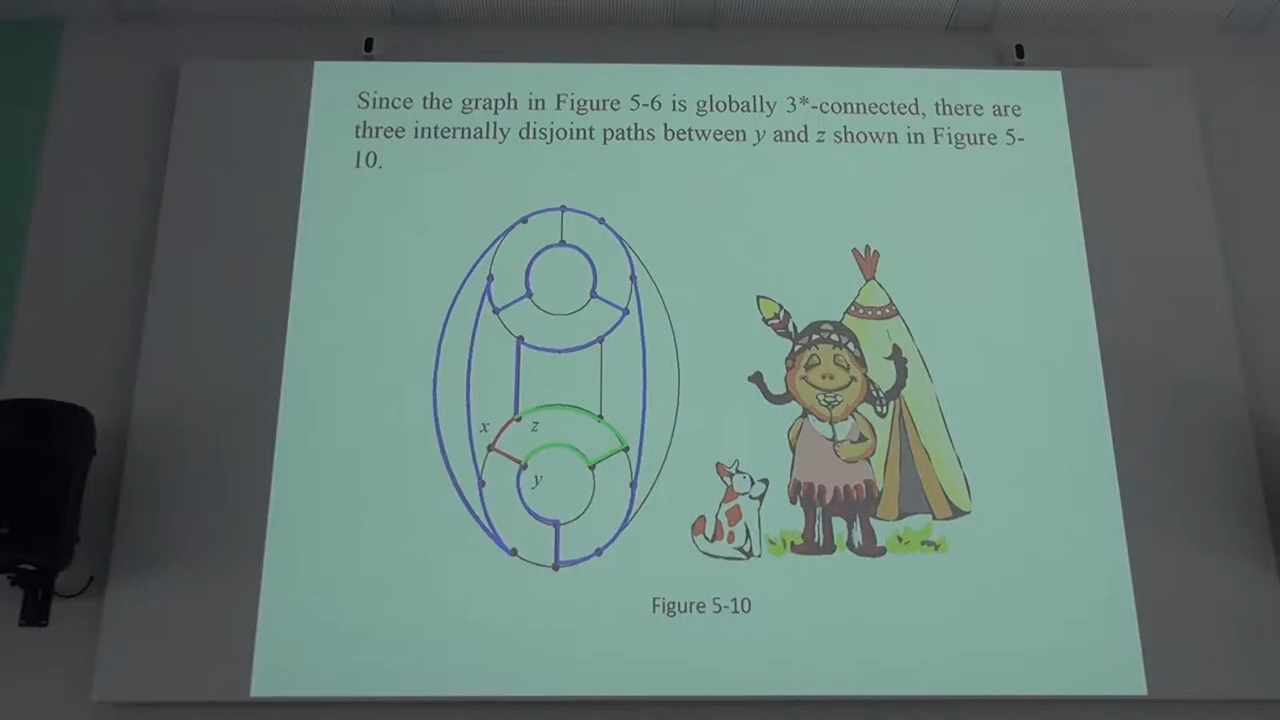 Since the graph in Figure 5-6 is globally 3*-connected, there are
three internally disjoint paths between y and z shown in Figure 5-
10.
x
z
y
Figure 5-10